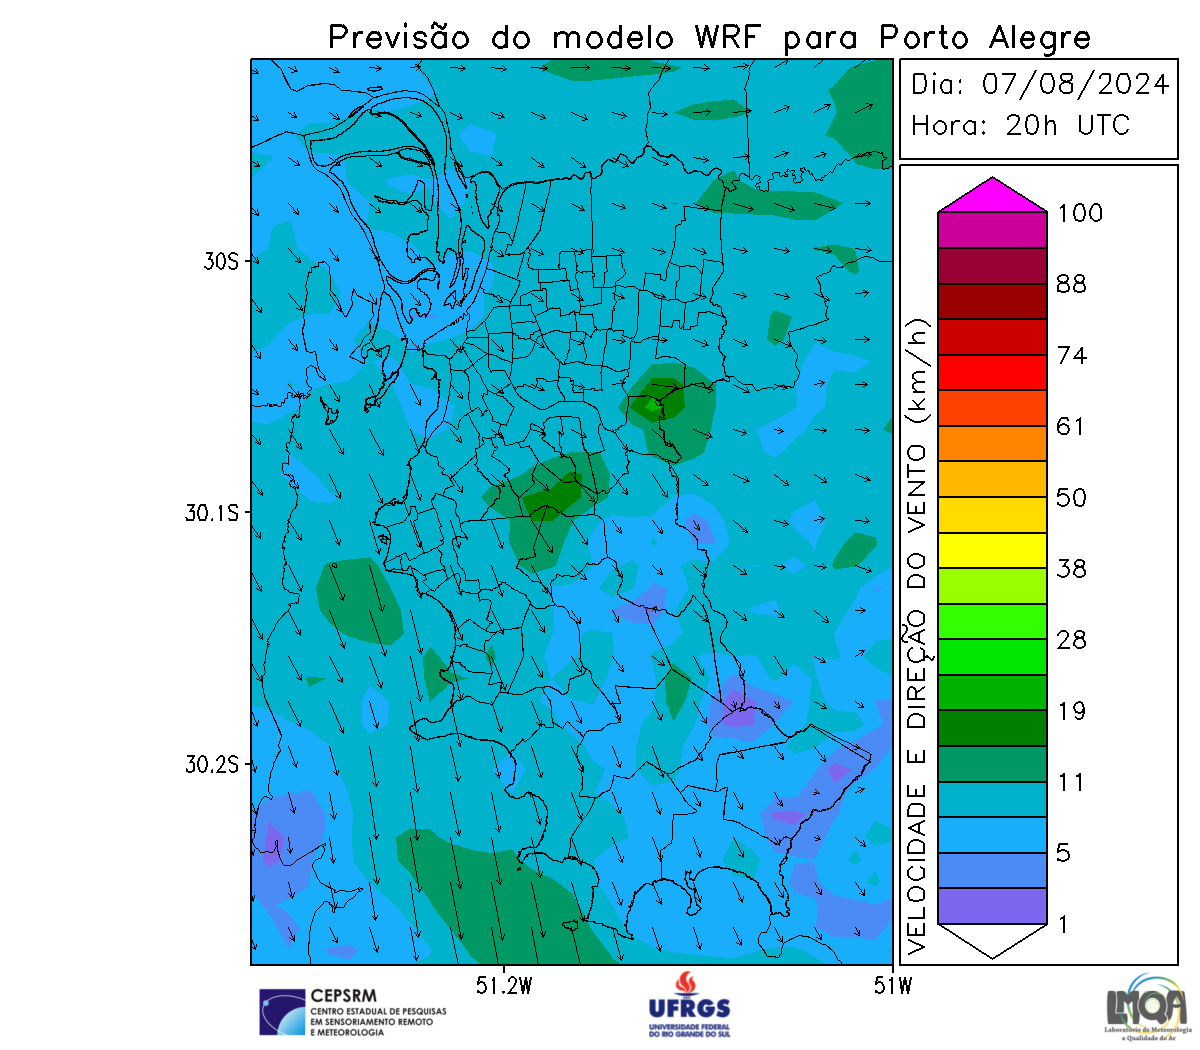 Previsão do modelo WRF para Porto Alegre
Dia: 07/08/2024
Hora: 20h UTC
30S
30.1S
30.2S
51.2W
51W
VELOCIDADE E DIREÇÃO DO VENTO (km/h)
100
88
74
61
50
38
28
19
11
5
1
CEPSRM
CENTRO ESTADUAL DE PESQUISAS
EM SENSORIAMENTO REMOTO
E METEOROLOGIA
UFRGS
UNIVERSIDADE FEDERAL
DO RIO GRANDE DO SUL
LMQA
Laboratório de Meteorologia
e Qualidade do Ar